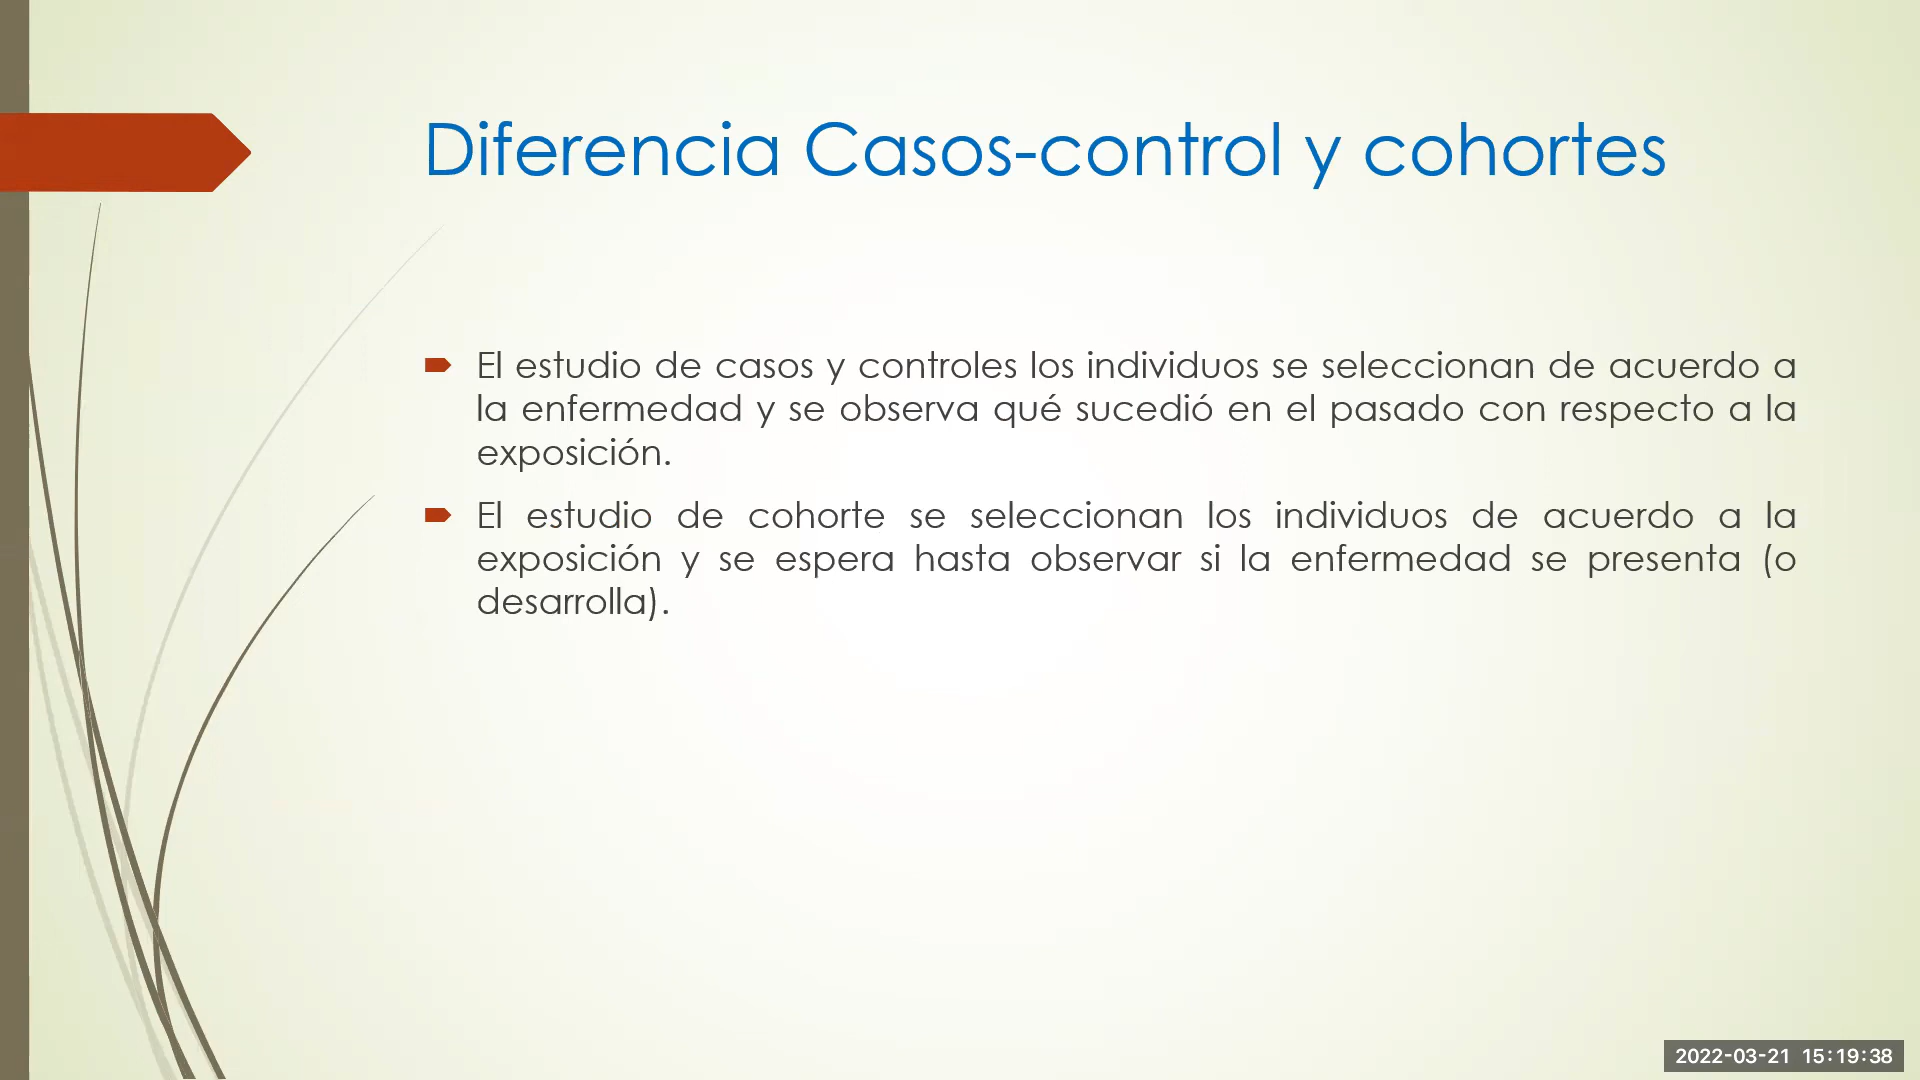 Diferencia Casos-control y cohortes
El estudio de casos y controles los individuos se seleccionan de acuerdo a
la enfermedad y se observa qué sucedió en el pasado con respecto a la
exposición.
El estudio de cohorte se seleccionan los individuos de acuerdo a la
exposición y se espera hasta observar si la enfermedad se presenta (o
desarrolla).
2022-03-21 15:19:38